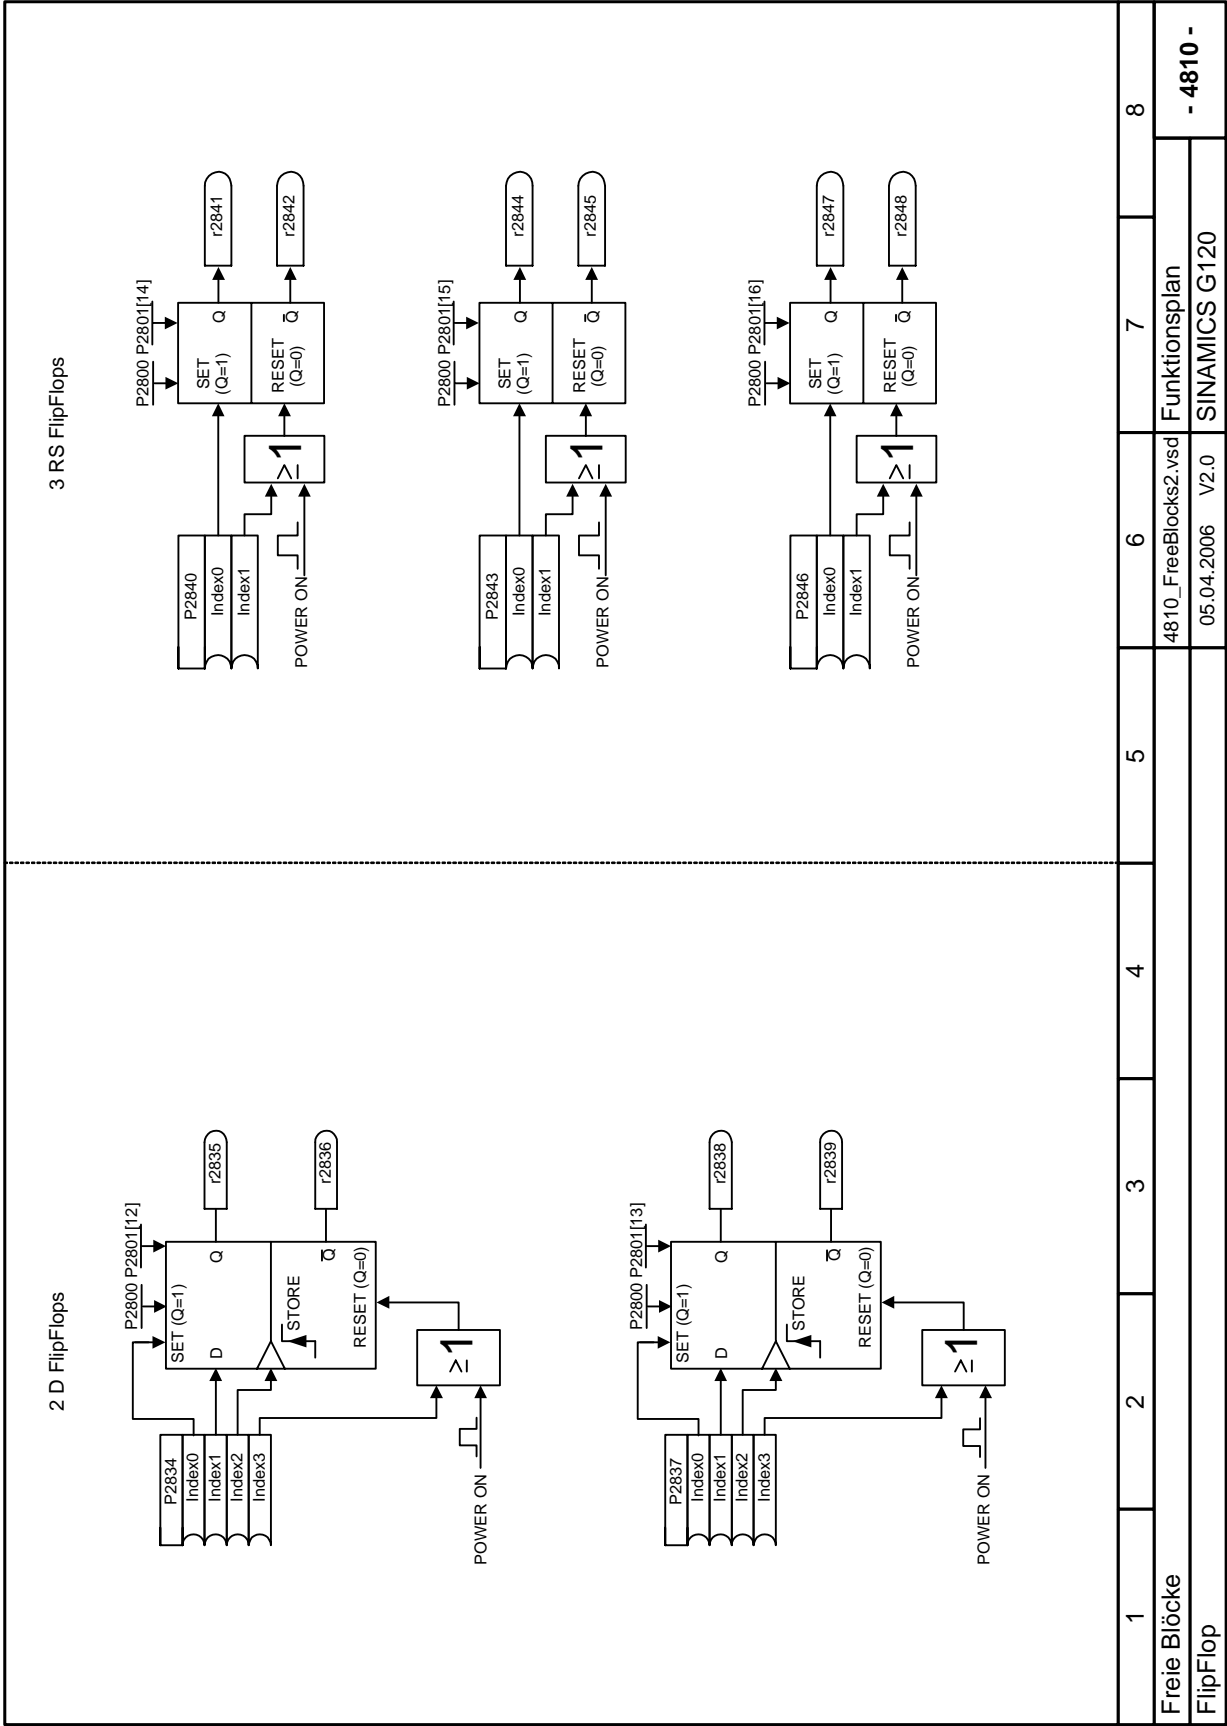 2 D FlipFlops
P2800 P2801[12]
P2834
Index0
Index1
Index2
Index3
SET (Q=1)
D
Q
STORE
Q
RESET (Q=0)
r2835
r2836
≥1
POWER ON
P2800 P2801[13]
P2837
Index0
Index1
Index2
Index3
SET (Q=1)
D
Q
STORE
Q
RESET (Q=0)
r2838
r2839
≥1
POWER ON
3 RS FlipFlops
P2800 P2801[14]
P2840
Index0
Index1
SET
(Q=1)
Q
RESET
(Q=0)
Q
r2841
r2842
≥1
POWER ON
P2800 P2801[15]
P2843
Index0
Index1
SET
(Q=1)
Q
RESET
(Q=0)
Q
r2844
r2845
≥1
POWER ON
P2800 P2801[16]
P2846
Index0
Index1
SET
(Q=1)
Q
RESET
(Q=0)
Q
r2847
r2848
≥1
POWER ON
1 2 3 4 5 6 7 8
Freie Blöcke
FlipFlop
4810_FreeBlocks2.vsd
05.04.2006 V2.0
Funktionsplan
SINAMICS G120
- 4810 -